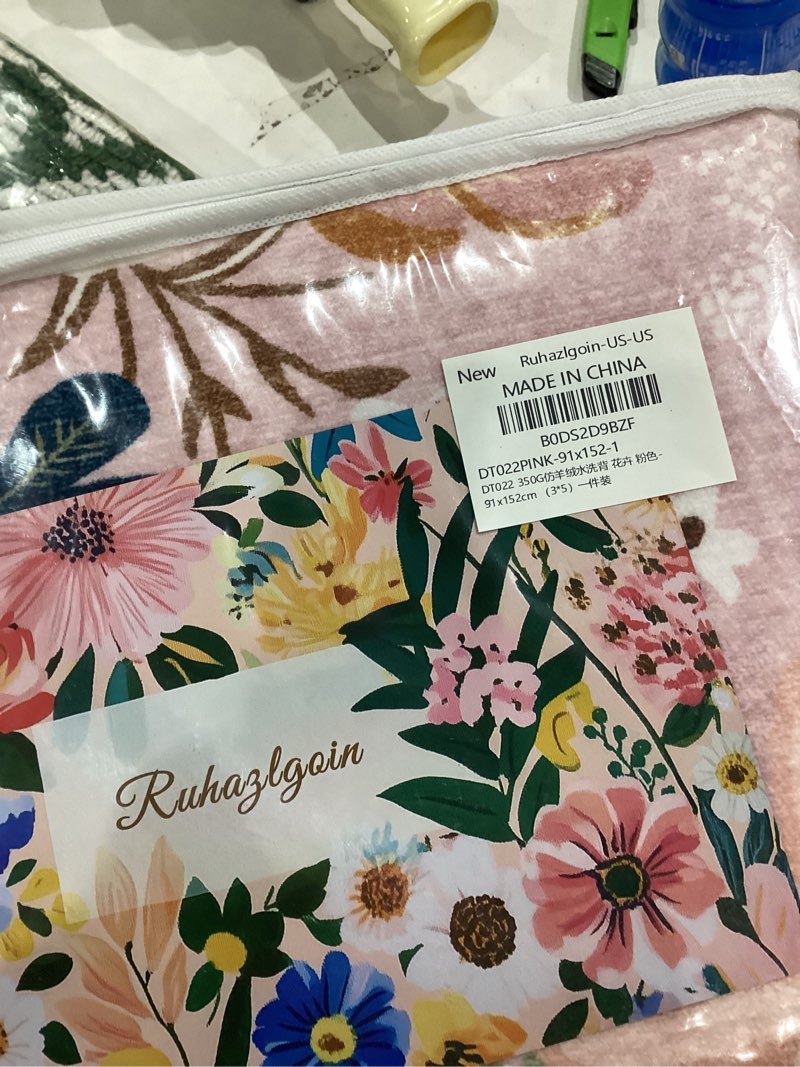 New Ruhazlgoin-US-US
MADE IN CHINA
B0DS2D9BZF
DT022PINK-91x152-1
DT022 350G仿羊绒水洗背 花卉 粉色-
91x152cm （3*5）一件装
Ruhazlgoin